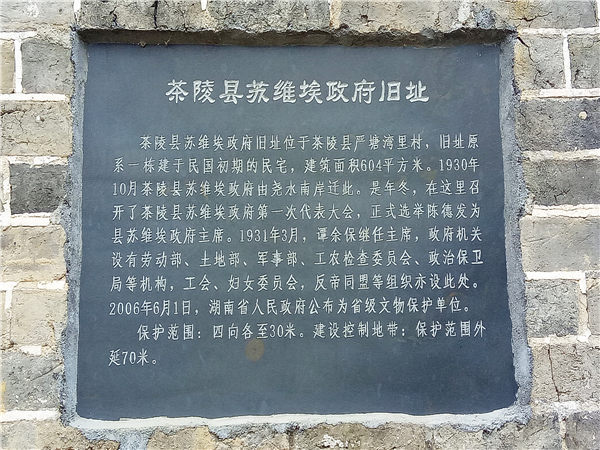 茶陵县苏维埃政府旧址
茶陵县苏维埃政府旧址位于茶陵县严塘湾里村，旧址原
系一栋建于民国初期的民宅，建筑面积604平方米。1930年
10月茶陵县苏维埃政府由尧水南岸迁此。是年冬，在这里召
开了茶陵县苏维埃政府第一次代表大会，正式选举陈德发为
县苏维埃政府主席。1931年3月，谭余保继任主席，政府机关
设有劳动部、土地部、军事部、工农检查委员会、政治保卫
局等机构，工会、妇女委员会，反帝同盟等组织亦设此处。
2006年6月1日，湖南省人民政府公布为省级文物保护单位。
保护范围：四向各至30米。建设控制地带：保护范围外
延70米。